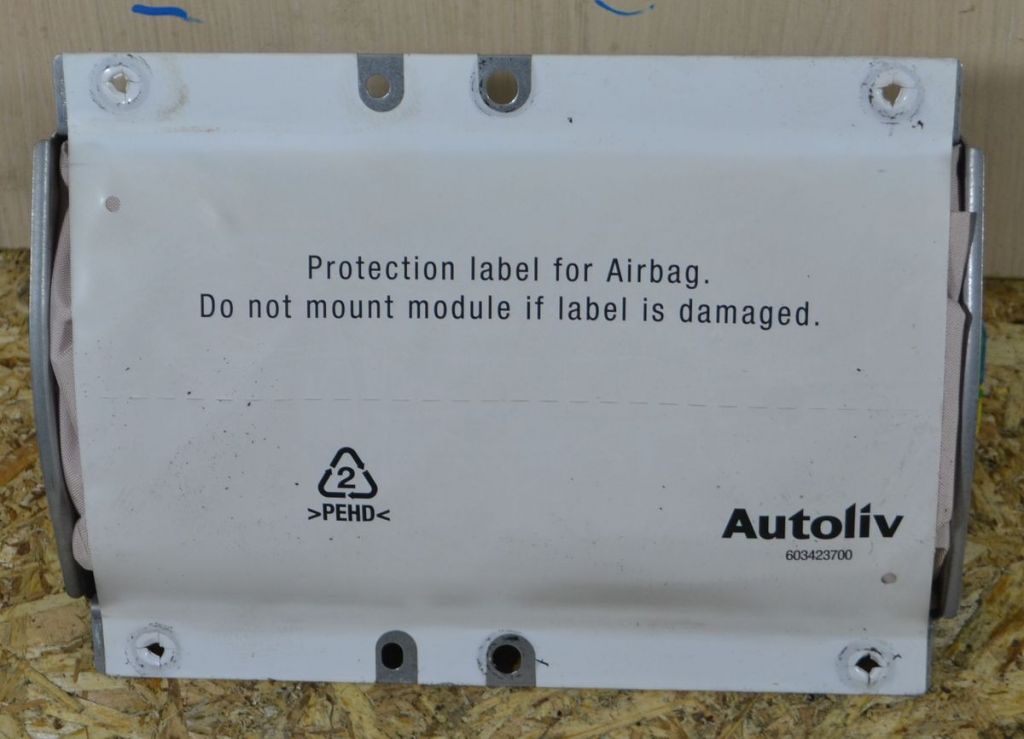 Protection label for Airbag.
Do not mount module if label is damaged.
2
>PEHD<
Autoliv
603423700